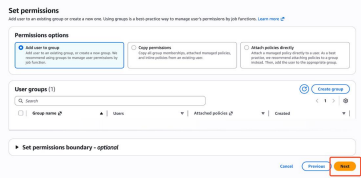 Set permissions
Add user to an existing group or create a new one. Using groups is a best-practice way to manage user's permissions by job functions. Learn more
Permissions options
Add user to group
Add user to an existing group, or create a new group. We recommend using groups to manage user permissions by job function.
Copy permissions
Copy all group memberships, attached managed policies, and inline policies from an existing user.
Attach policies directly
Attach a managed policy directly to a user. As a best practice, we recommend attaching policies to a group instead. Then, add the user to the appropriate group.
User groups (1)
Create group
Search
1
Group name
Users
Attached policies
Created
Set permissions boundary - optional
Cancel
Previous
Next